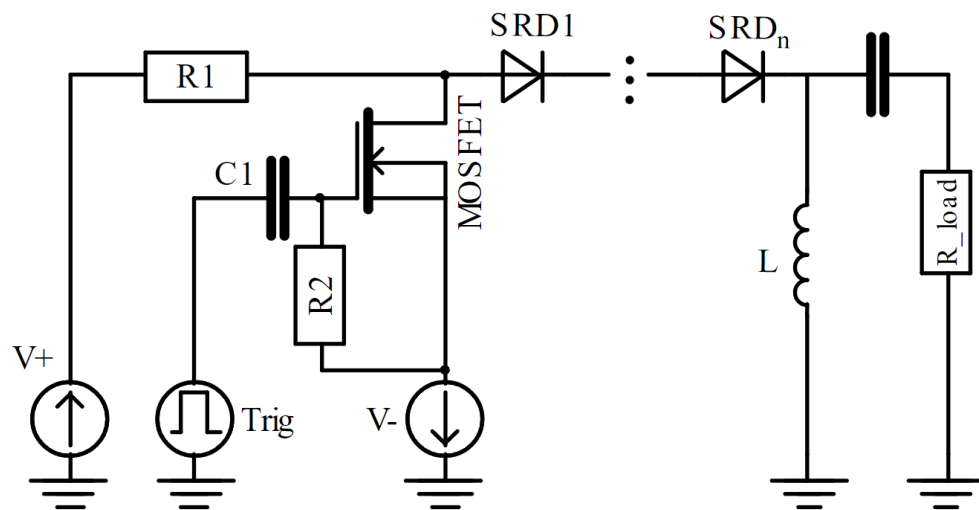 SRD1
SRDn
R1
MOSFET
C1
R2
R_load
L
V+
Trig
V-